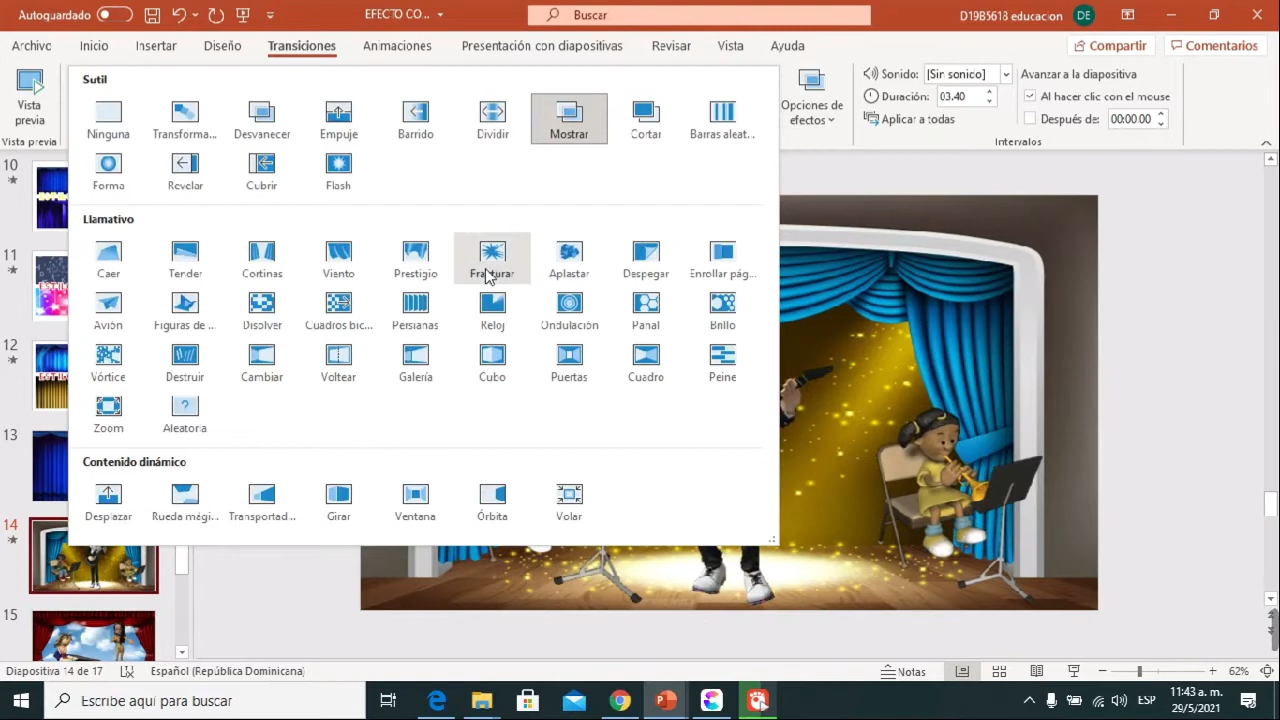 Autoguardado
EFECTO CO...
Buscar
D19B5618 educacion
DE
Archivo
Inicio
Insertar
Diseño
Transiciones
Animaciones
Presentación con diapositivas
Revisar
Vista
Ayuda
Compartir
Comentarios
Vista previa
Vista previa
Sutil
Ninguna
Transforma...
Desvanecer
Empuje
Barrido
Dividir
Mostrar
Cortar
Barras aleat...
Forma
Revelar
Cubrir
Flash
Llamativo
Caer
Tender
Cortinas
Viento
Prestigio
Fracturar
Aplastar
Despegar
Enrollar pág...
Avión
Figuras de ...
Disolver
Cuadros bic...
Persianas
Reloj
Ondulación
Panal
Brillo
Vórtice
Destruir
Cambiar
Voltear
Galería
Cubo
Puertas
Cuadro
Peine
Zoom
Aleatoria
Contenido dinámico
Desplazar
Rueda mági...
Transportad...
Girar
Ventana
Órbita
Volar
Opciones de efectos
Sonido: [Sin sonido]
Duración: 03.40
Aplicar a todas
Avanzar a la diapositiva
Al hacer clic con el mouse
Después de: 00:00.00
Intervalos
10
11
12
13
14
15
Diapositiva 14 de 17
Español (República Dominicana)
Notas
62%
Escribe aquí para buscar
ESP
11:43 a. m.
29/5/2021